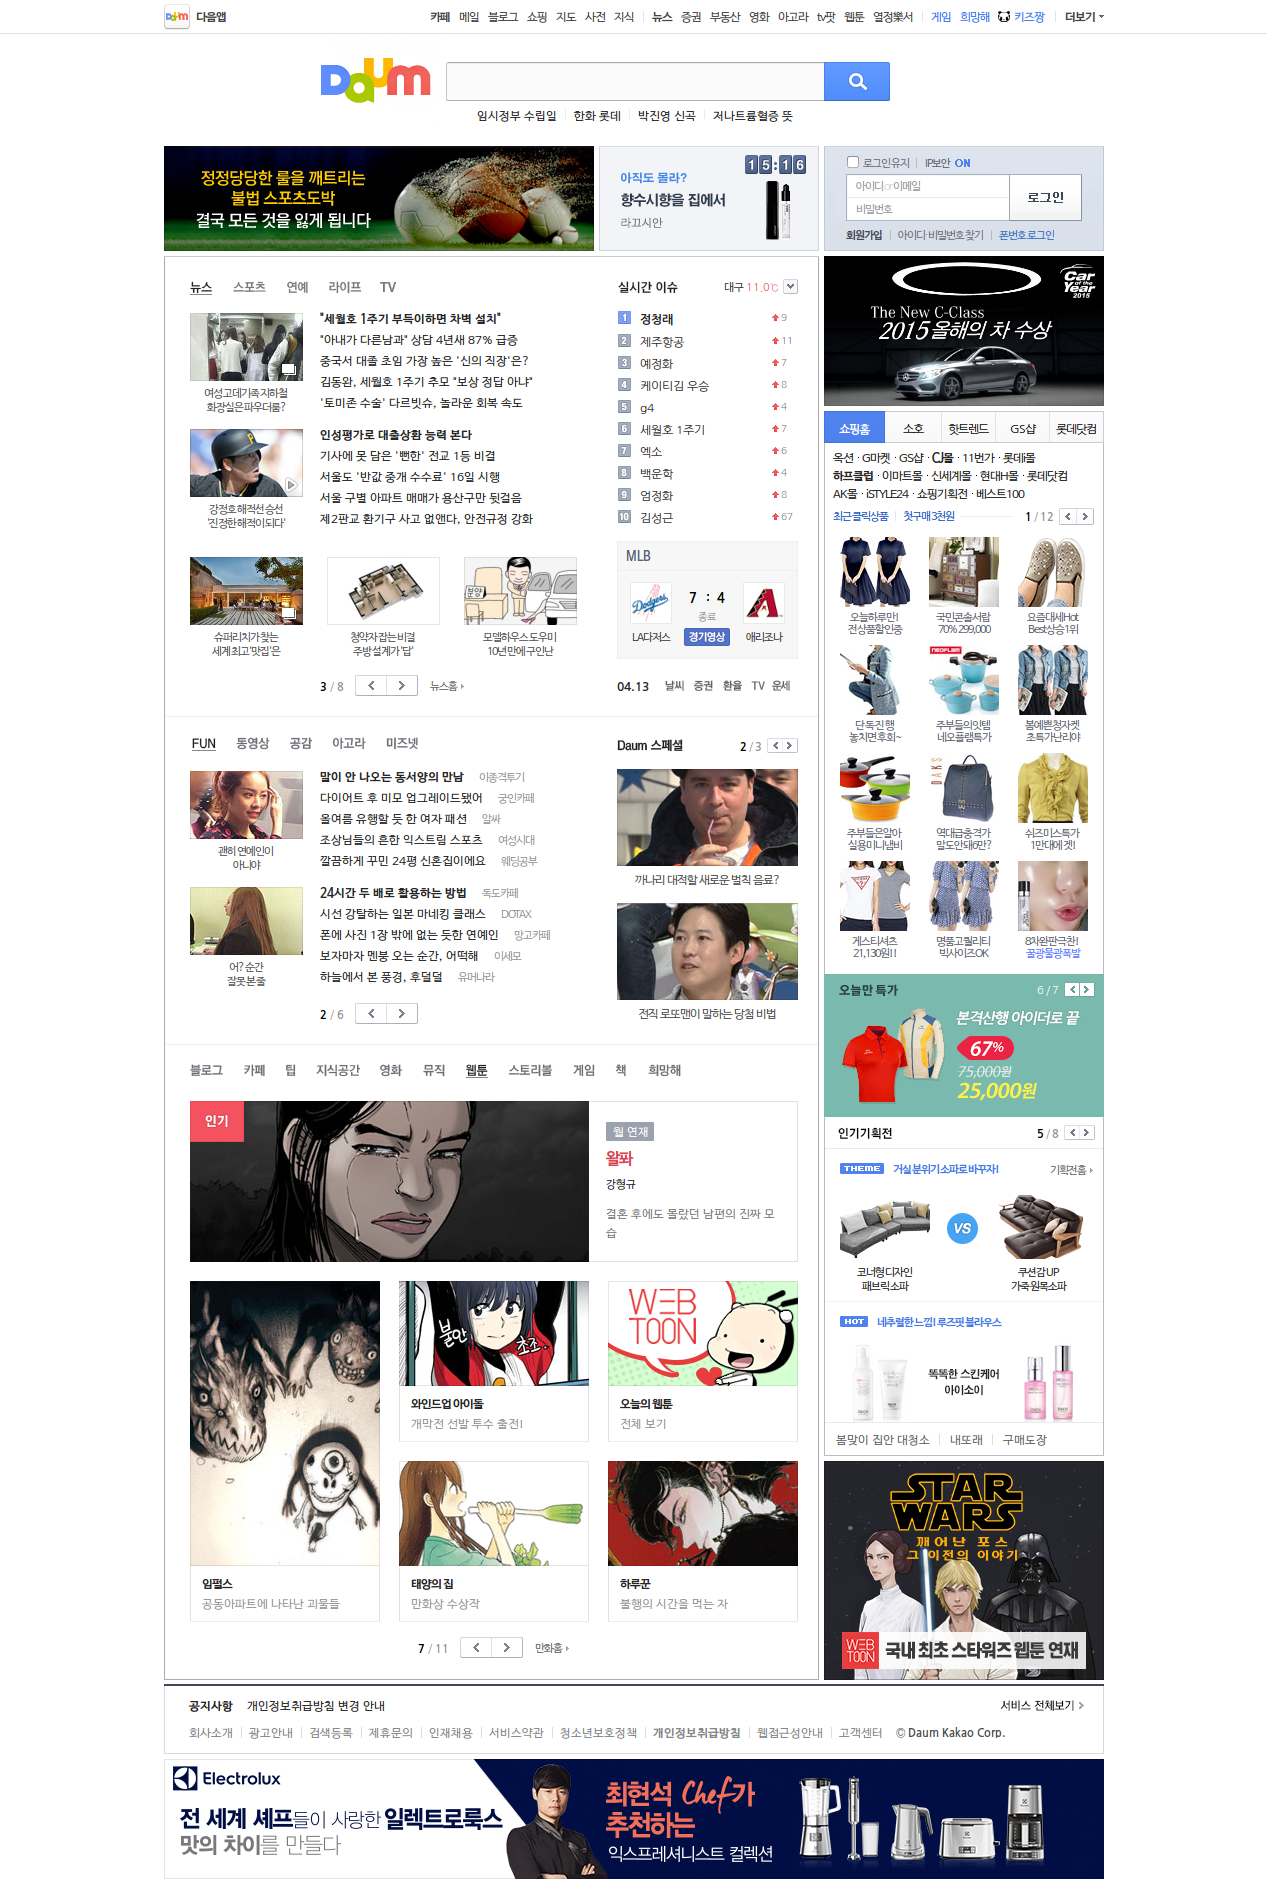 Daum 다음앱
카페 메일 블로그 쇼핑 지도 사전 지식 뉴스 증권 부동산 영화 아고라 tv팟 웹툰 열정樂서 게임 희망해 키즈짱 더보기
Daum
임시정부 수립일 한화 롯데 박진영 신곡 저나트륨혈증 뜻
정정당당한 룰을 깨트리는
불법 스포츠도박
결국 모든 것을 잃게 됩니다
15:16
아직도 몰라?
향수시향을 집에서
라끄시안
로그인 유지 IP보안 ON
아이디 or 이메일
비밀번호
로그인
회원가입 아이디·비밀번호 찾기 폰번호 로그인
뉴스 스포츠 연예 라이프 TV
여성고데가족지하철
화장실은 파우더룸?
강정호 해적선 승선
'진정한 해적이 되다'
"세월호 1주기 부득이하면 차벽 설치"
"아내가 다른남과" 상담 4년새 87% 급증
중국서 대졸 초임 가장 높은 '신의 직장'은?
김동완, 세월호 1주기 추모 "보상 정답 아냐"
'토미존 수술' 다르빗슈, 놀라운 회복 속도
인성평가로 대출상환 능력 본다
기사에 못 담은 '뻔한' 전교 1등 비결
서울도 '반값 중개 수수료' 16일 시행
서울 구별 아파트 매매가 용산구만 뒷걸음
제2판교 환기구 사고 없앤다, 안전규정 강화
슈퍼리치가 찾는
세계 최고 '맛집'은
청약자 잡는 비결
주방 설계가 '답'
분양
모델하우스 도우미
10년 만에 구인난
3 / 8 뉴스홈
실시간 이슈 대구 11.0℃
1 정청래 9
2 제주항공 11
3 예정화 7
4 케이티김 우승 8
5 g4 4
6 세월호 1주기 7
7 엑소 6
8 백운학 4
9 엄정화 8
10 김성근 67
MLB
Dodgers 7 : 4
종료
LA다저스 경기영상 애리조나
04.13 날씨 증권 환율 TV 운세
Car of the Year 2015
The New C-Class
2015 올해의 차 수상
쇼핑홈 소호 핫트렌드 GS샵 롯데닷컴
옥션 · G마켓 · GS샵 · CJ몰 · 11번가 · 롯데i몰
하프클럽 · 이마트몰 · 신세계몰 · 현대H몰 · 롯데닷컴
AK몰 · iSTYLE24 · 쇼핑기획전 · 베스트100
최근 클릭상품 첫구매 3천원 1 / 12
오늘하루만!
전상품할인중
국민콘솔서랍
70% 299,000
요즘대세Hot
Best상승1위
단독진행
놓치면후회~
NEOFLAM
주부들의잇템
네오플램특가
봄에쁜청자켓
초특가난리야
주부들은알아
실용미니냄비
DAKS
역대급충격가
말도안돼6만?
쉬즈미스특가
1만대에 겟!
게스티셔츠
21,130원!!
명품고퀄리티
빅사이즈OK
8차완판극찬!
꿀광물광폭발
FUN 동영상 공감 아고라 미즈넷
괜히 연예인이
아니야
어? 순간
잘못 본 줄
말이 안 나오는 동서양의 만남 이종격투기
다이어트 후 미모 업그레이드됐어 궁인카페
올여름 유행할 듯 한 여자 패션 알싸
조상님들의 흔한 익스트림 스포츠 여성시대
깔끔하게 꾸민 24평 신혼집이에요 웨딩공부
24시간 두 배로 활용하는 방법 독도카페
시선 강탈하는 일본 마네킹 클래스 DOTAX
폰에 사진 1장 밖에 없는 듯한 연예인 망고카페
보자마자 멘붕 오는 순간, 어떡해 이세모
하늘에서 본 풍경, 후덜덜 유머나라
2 / 6
Daum 스페셜 2 / 3
까나리 대적할 새로운 벌칙 음료?
전직 로또맨이 말하는 당첨 비법
오늘만 특가 6 / 7
본격산행 아이더로 끝
67%
75,000원
25,000원
인기기획전 5 / 8
THEME 거실 분위기 소파로 바꾸자! 기획전홈
VS
코너형 디자인
패브릭 소파
쿠션감 UP
가죽 원목소파
HOT 네추럴한 느낌! 루즈핏 블라우스
똑똑한 스킨케어
아이소이
봄맞이 집안 대청소 내또래 구매도장
블로그 카페 팁 지식공간 영화 뮤직 웹툰 스토리볼 게임 책 희망해
인기
월 연재
왈퐈
강형규
결혼 후에도 몰랐던 남편의 진짜 모
습
임펄스
공동아파트에 나타난 괴물들
불안 초조..
와인드업 아이돌
개막전 선발 투수 출전!
WEB
TOON
오늘의 웹툰
전체 보기
태양의 집
만화상 수상작
하루꾼
불행의 시간을 먹는 자
7 / 11 만화홈
STAR
WARS
깨어난 포스
그 이전의 이야기
WEB
TOON
국내 최초 스타워즈 웹툰 연재
공지사항 개인정보취급방침 변경 안내 서비스 전체보기
회사소개 광고안내 검색등록 제휴문의 인재채용 서비스약관 청소년보호정책 개인정보취급방침 웹접근성안내 고객센터 © Daum Kakao Corp.
Electrolux
전 세계 셰프들이 사랑한 일렉트로룩스
맛의 차이를 만들다
최현석 Chef가
추천하는
익스프레셔니스트 컬렉션